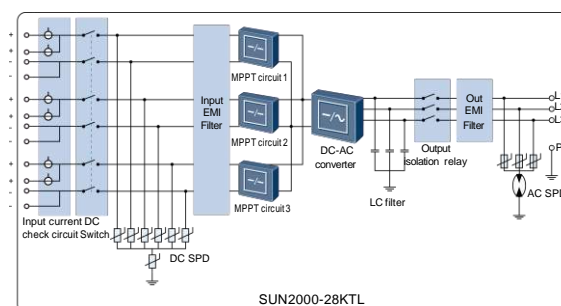 +
+
-
-
+
+
-
-
+
+
-
-
Input current DC
check circuit Switch
DC SPD
Input
EMI
Filter
MPPT circuit 1
MPPT circuit 2
MPPT circuit 3
DC-AC
converter
LC filter
Output
isolation relay
Out
EMI
Filter
AC SPD
SUN2000-28KTL